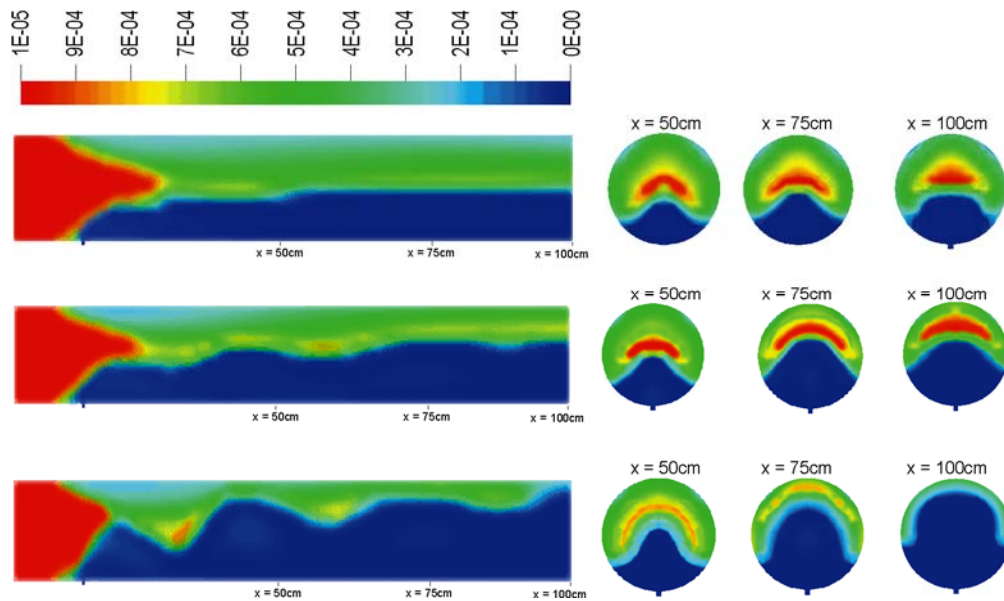 1E-05 9E-04 8E-04 7E-04 6E-04 5E-04 4E-04 3E-04 2E-04 1E-04 0E-00
x = 50cm x = 75cm x = 100cm
x = 50cm x = 75cm x = 100cm
x = 50cm x = 75cm x = 100cm
x = 50cm x = 75cm x = 100cm
x = 50cm x = 75cm x = 100cm
x = 50cm x = 75cm x = 100cm